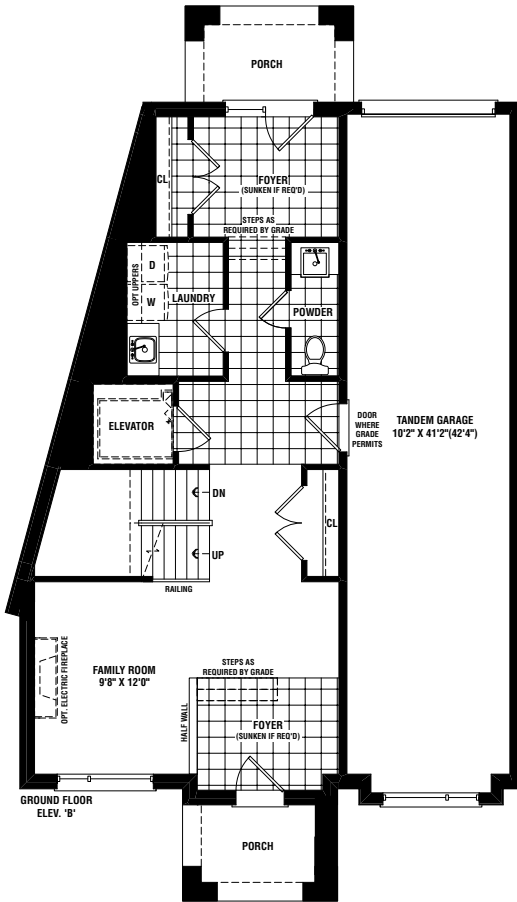 PORCH
CL
FOYER
(SUNKEN IF REQ'D)
STEPS AS
REQUIRED BY GRADE
OPT UPPERS
D
W
LAUNDRY
POWDER
ELEVATOR
DOOR
WHERE
GRADE
PERMITS
TANDEM GARAGE
10'2" X 41'2"(42'4")
DN
UP
CL
RAILING
OPT. ELECTRIC FIREPLACE
FAMILY ROOM
9'8" X 12'0"
STEPS AS
REQUIRED BY GRADE
HALF WALL
FOYER
(SUNKEN IF REQ'D)
GROUND FLOOR
ELEV. 'B'
PORCH